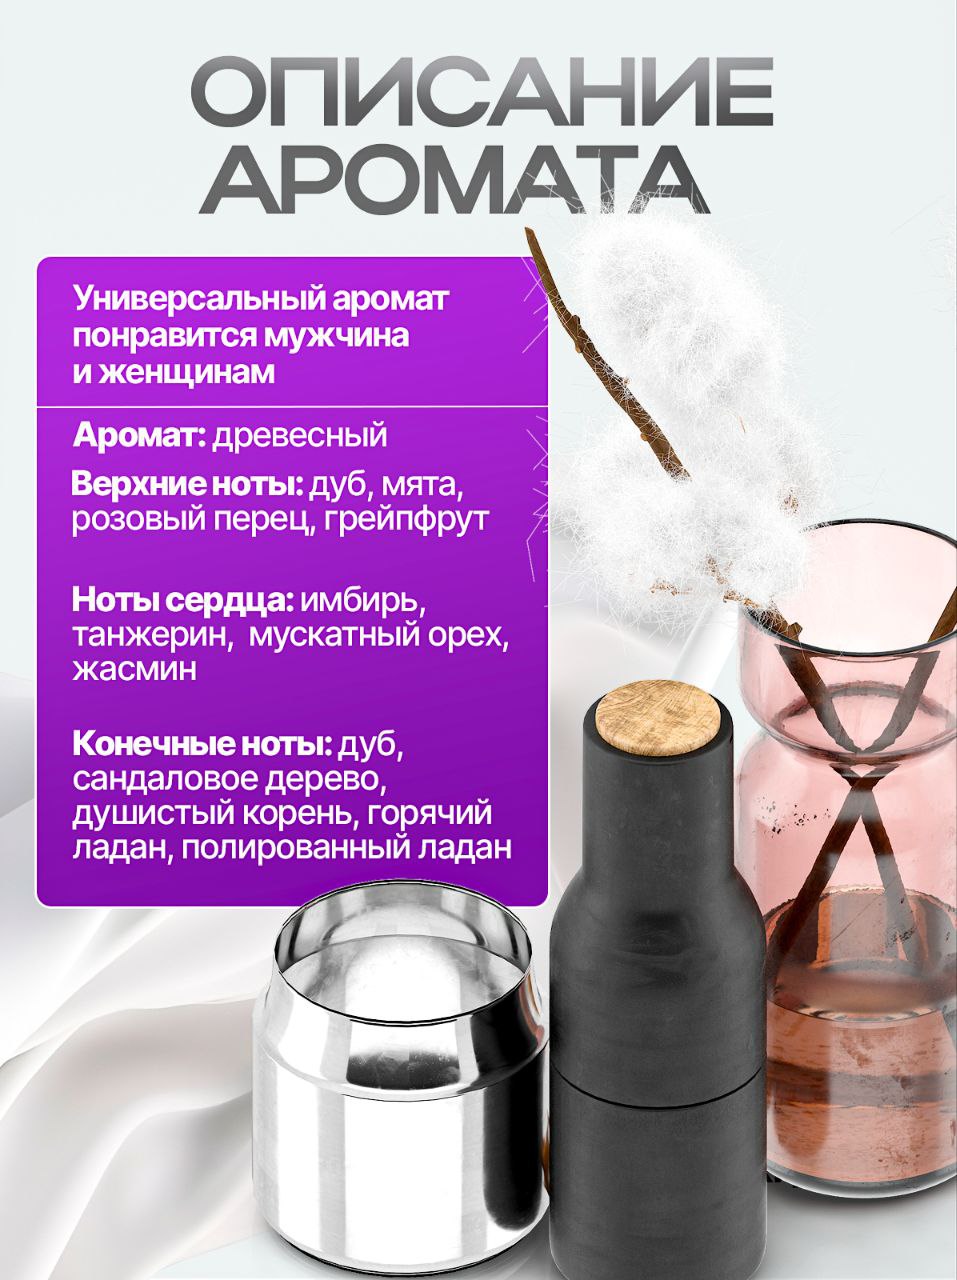 ОПИСАНИЕ
АРОМАТА
Универсальный аромат
понравится мужчина
и женщинам
Аромат: древесный
Верхние ноты: дуб, мята,
розовый перец, грейпфрут
Ноты сердца: имбирь,
танжерин, мускатный орех,
жасмин
Конечные ноты: дуб,
сандаловое дерево,
душистый корень, горячий
ладан, полированный ладан